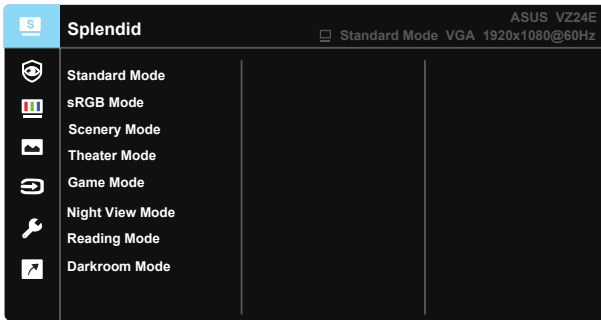 S
Splendid
ASUS VZ24E
Standard Mode VGA 1920x1080@60Hz
Standard Mode
sRGB Mode
Scenery Mode
Theater Mode
Game Mode
Night View Mode
Reading Mode
Darkroom Mode